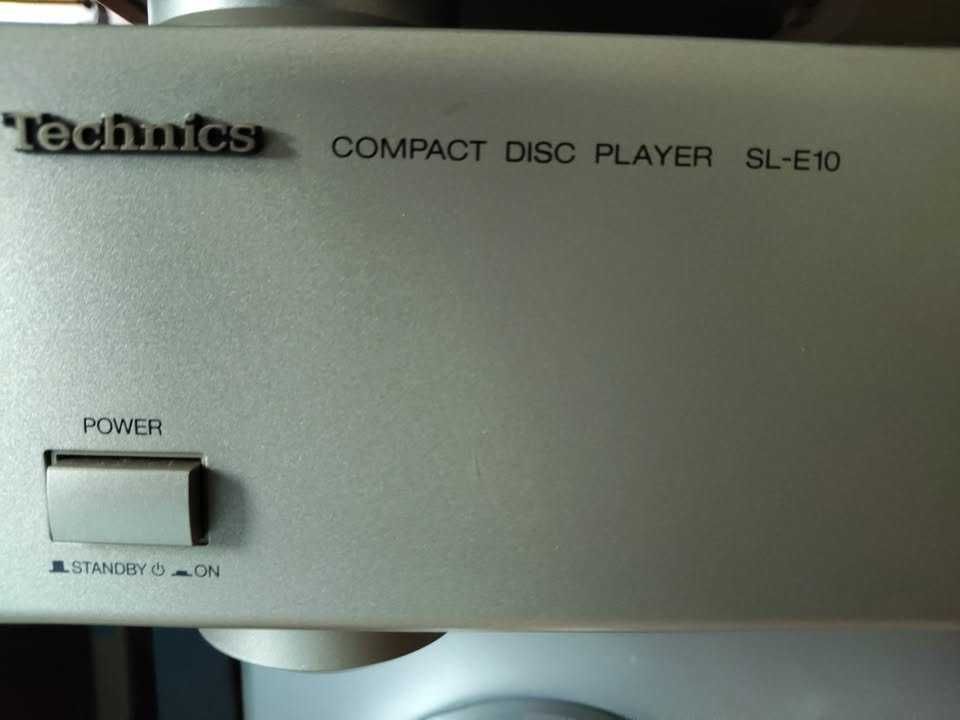 Technics
COMPACT DISC PLAYER SL-E10
POWER
STANDBY ON